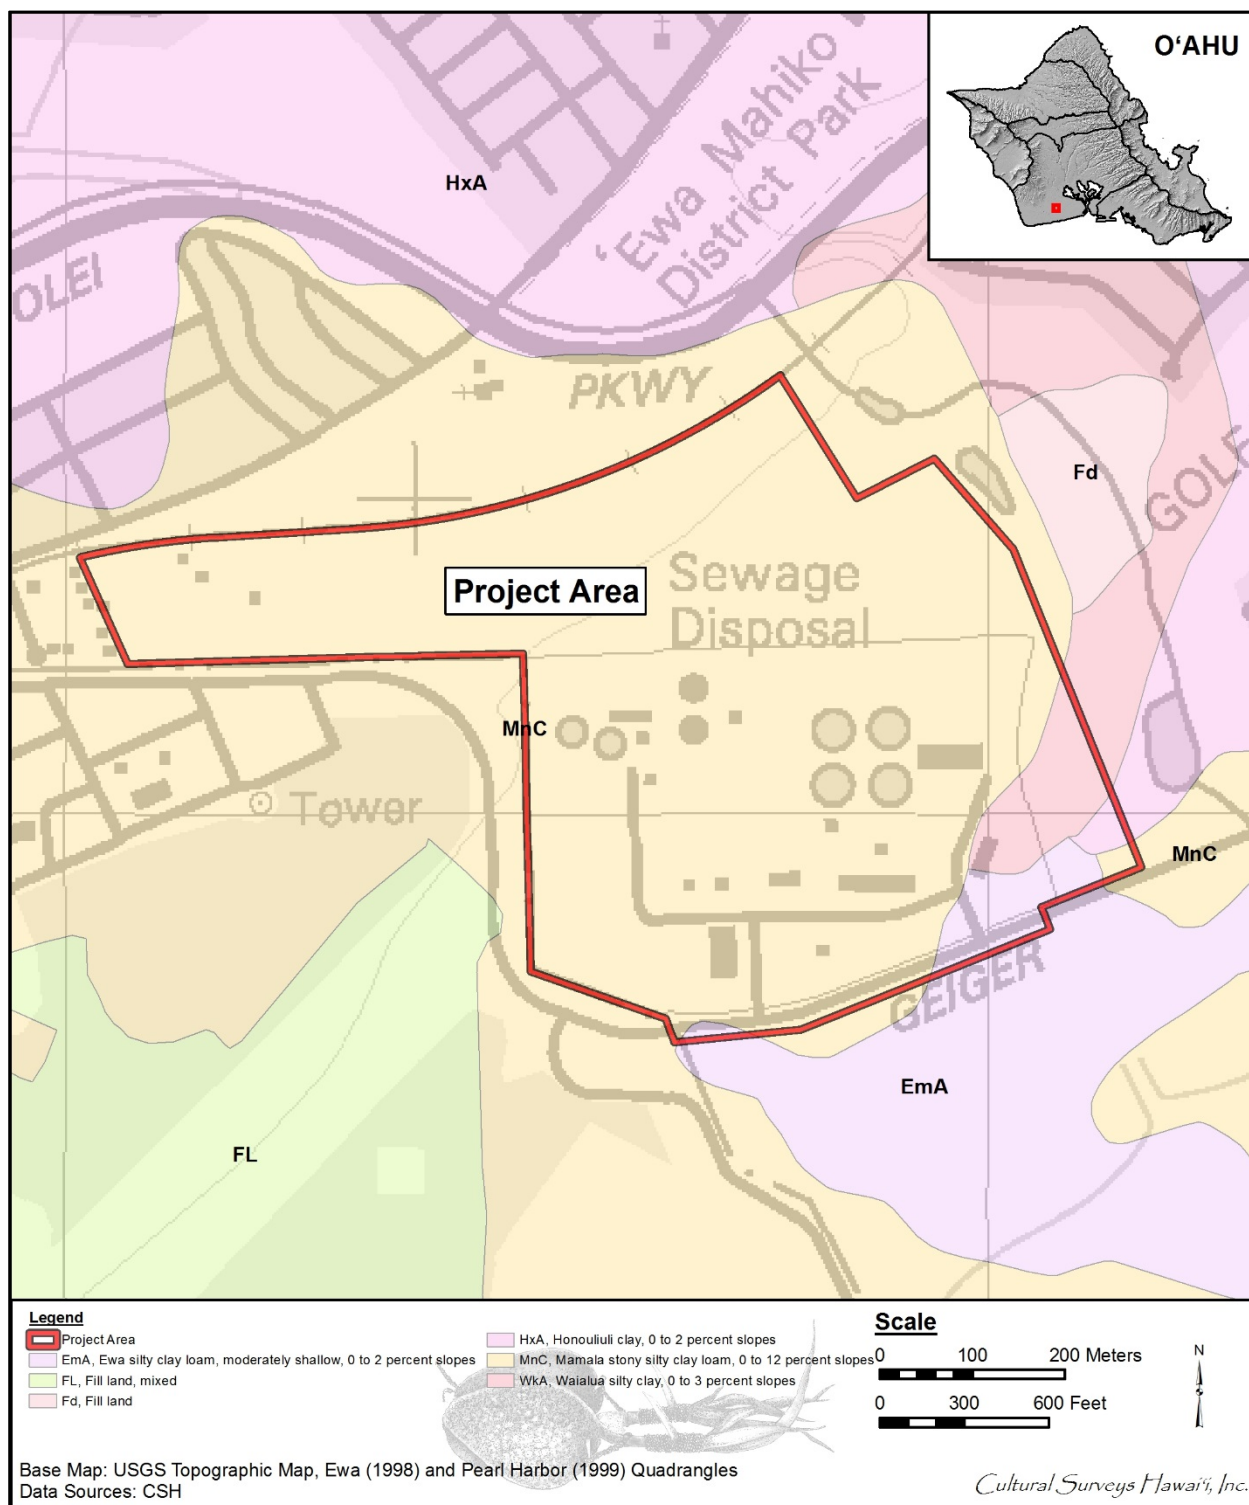 O‘AHU
HxA
‘Ewa Mahiko
District Park
OLEI
PKWY
Fd
GOLF
Project Area
Sewage
Disposal
MnC
Tower
MnC
GEIGER
EmA
FL
Legend
Project Area
EmA, Ewa silty clay loam, moderately shallow, 0 to 2 percent slopes
FL, Fill land, mixed
Fd, Fill land
HxA, Honouliuli clay, 0 to 2 percent slopes
MnC, Mamala stony silty clay loam, 0 to 12 percent slopes
WkA, Waialua silty clay, 0 to 3 percent slopes
Scale
0 100 200 Meters
0 300 600 Feet
N
Base Map: USGS Topographic Map, Ewa (1998) and Pearl Harbor (1999) Quadrangles
Data Sources: CSH
Cultural Surveys Hawai‘i, Inc.